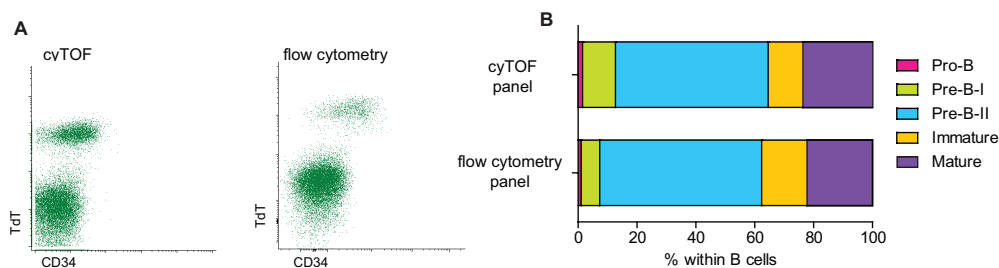 A
cyTOF
flow cytometry
TdT
CD34
TdT
CD34
B
cyTOF
panel
flow cytometry
panel
0
20
40
60
80
100
% within B cells
Pro-B
Pre-B-I
Pre-B-II
Immature
Mature